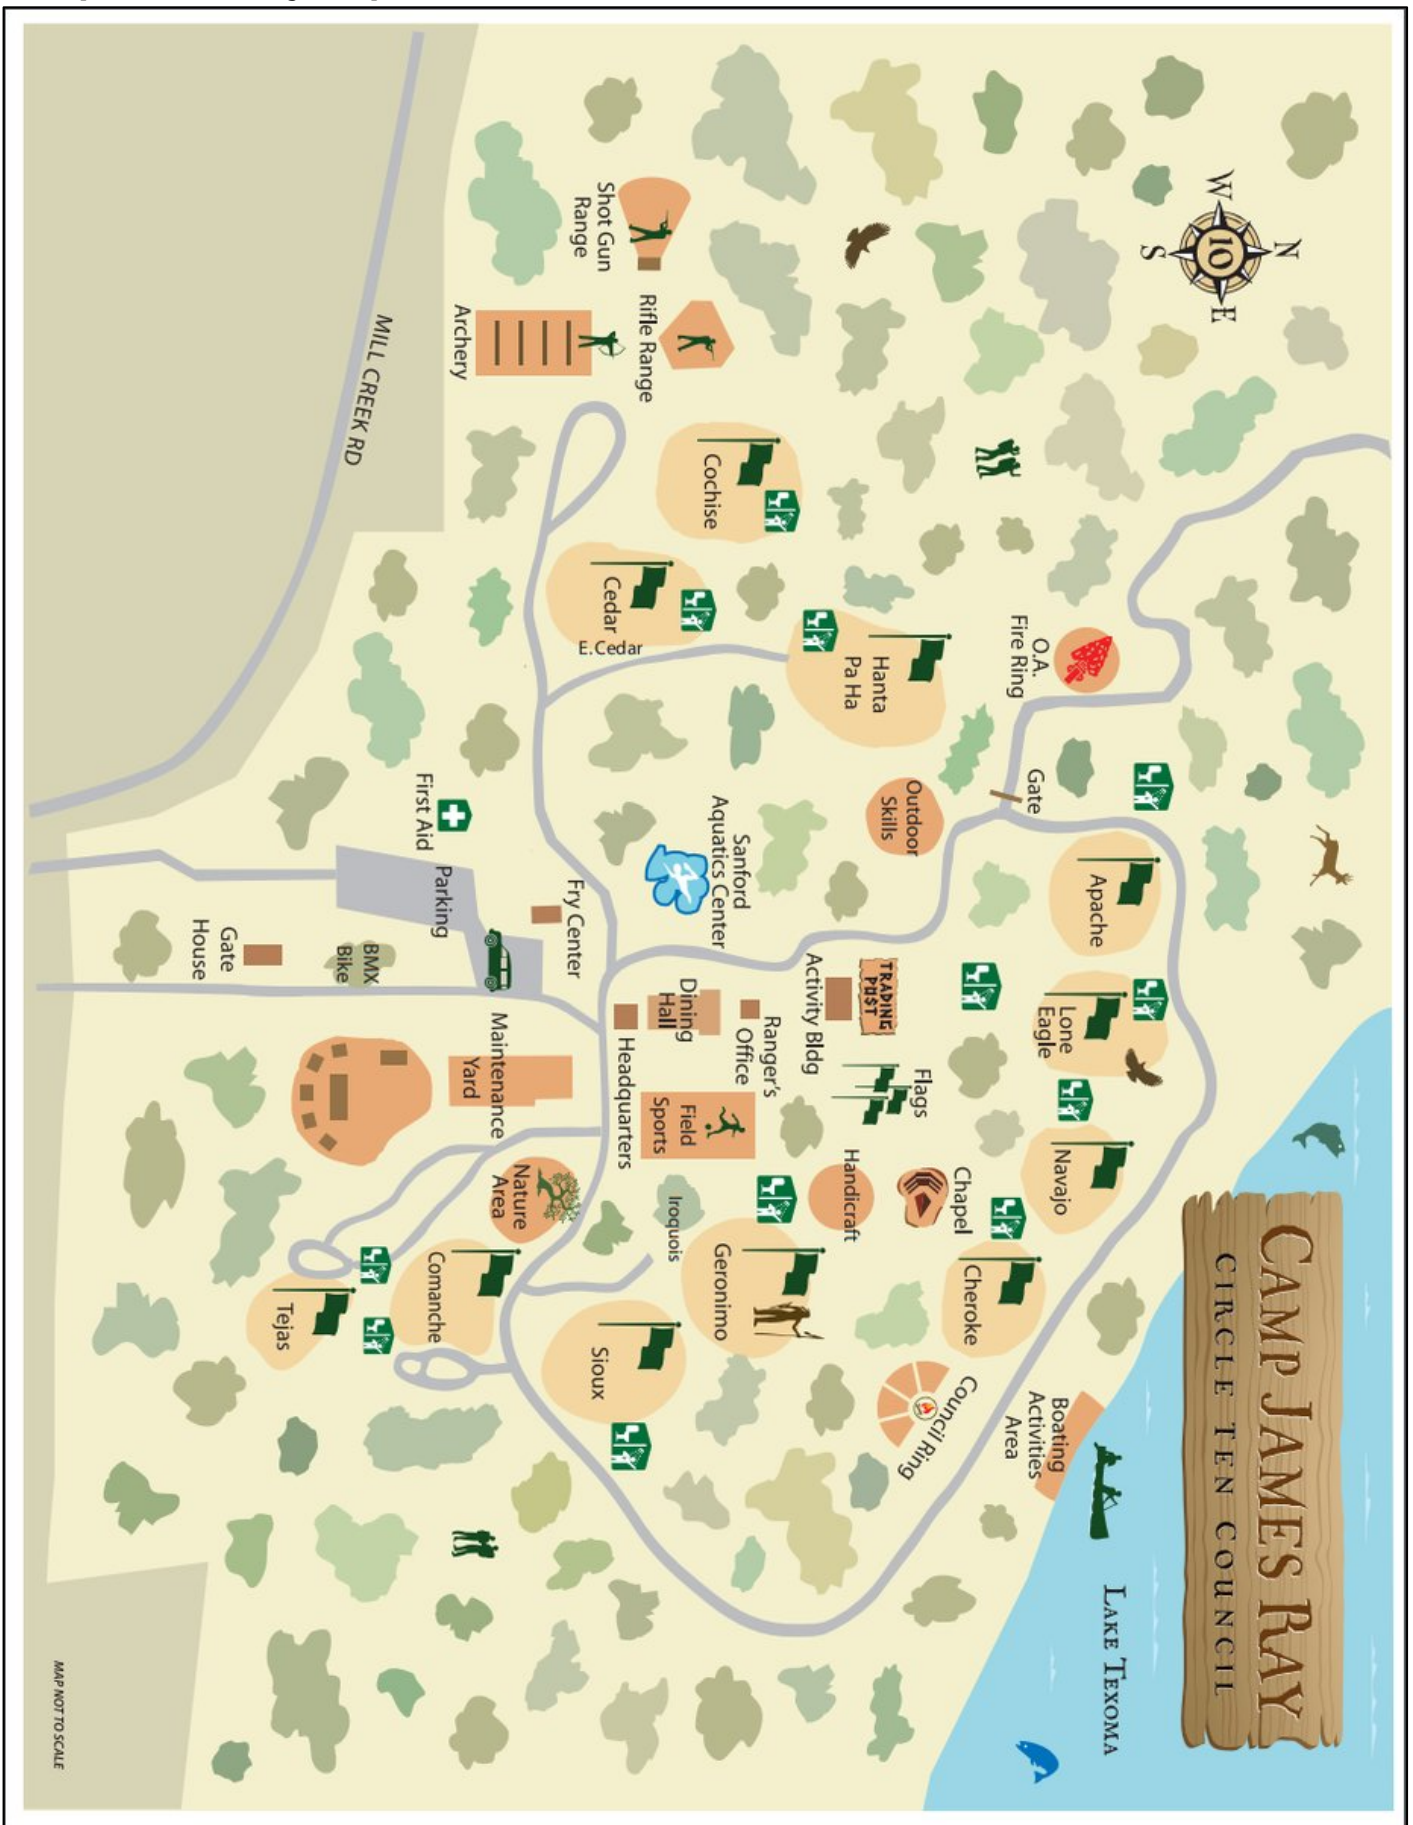 CAMP JAMES RAY
CIRCLE TEN COUNCIL
LAKE TEXOMA
N
W
10
E
S
O.A.
Fire Ring
Gate
Apache
Lone
Eagle
Navajo
Cheroke
Boating
Activities
Area
Council Ring
Chapel
Flags
Handicraft
TRADING
POST
Activity Bldg
Outdoor
Skills
Hanta
Pa Ha
Ranger's
Office
Sanford
Aquatics Center
Dining
Hall
Field
Sports
Headquarters
Iroquois
Geronimo
Sioux
Cochise
Cedar
E.Cedar
Rifle Range
Shot Gun
Range
Archery
MILL CREEK RD
First Aid
Parking
Fry Center
Maintenance
Yard
Nature
Area
Comanche
Tejas
BMX
Bike
Gate
House
MAP NOT TO SCALE